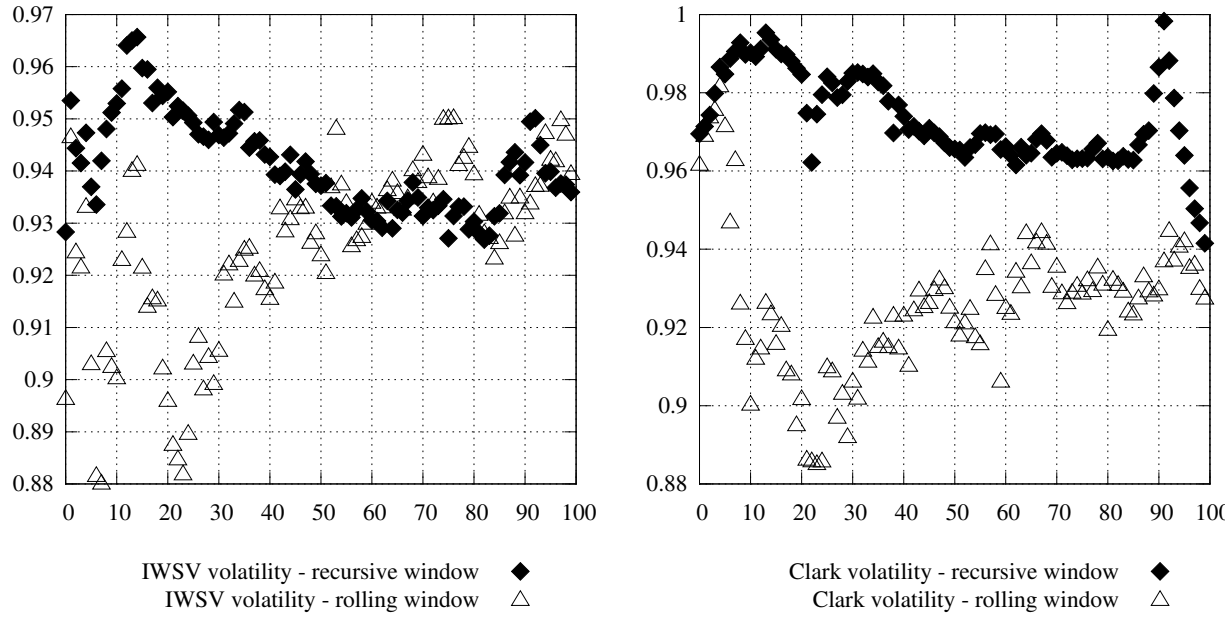 0.97
0.96
0.95
0.94
0.93
0.92
0.91
0.9
0.89
0.88
0 10 20 30 40 50 60 70 80 90 100
IWSV volatility - recursive window
IWSV volatility - rolling window
1
0.98
0.96
0.94
0.92
0.9
0.88
0 10 20 30 40 50 60 70 80 90 100
Clark volatility - recursive window
Clark volatility - rolling window